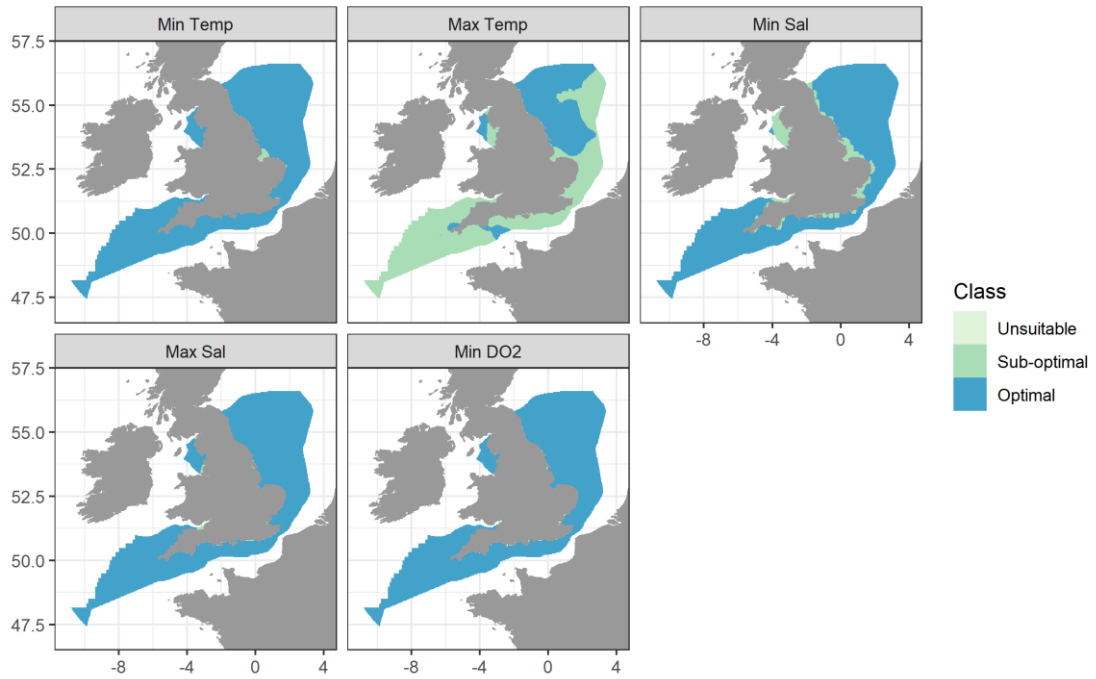 Min Temp
Max Temp
Min Sal
57.5
55.0
52.5
50.0
47.5
-8
-4
0
4
Class
Unsuitable
Sub-optimal
Optimal
Max Sal
Min DO2
57.5
55.0
52.5
50.0
47.5
-8
-4
0
4
-8
-4
0
4